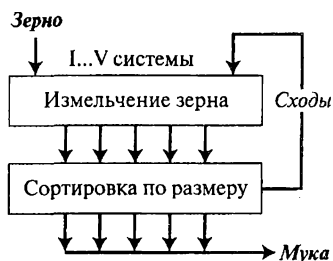 Зерно
I...V системы
Измельчение зерна
Сходы
Сортировка по размеру
Мука